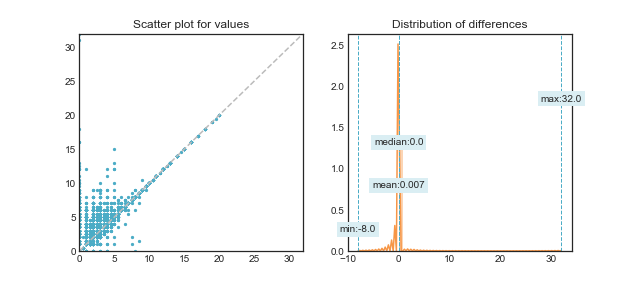 Scatter plot for values
30
25
20
15
10
5
0
0 5 10 15 20 25 30
Distribution of differences
2.5
2.0
1.5
1.0
0.5
0.0
max:32.0
median:0.0
mean:0.007
min:-8.0
−10 0 10 20 30